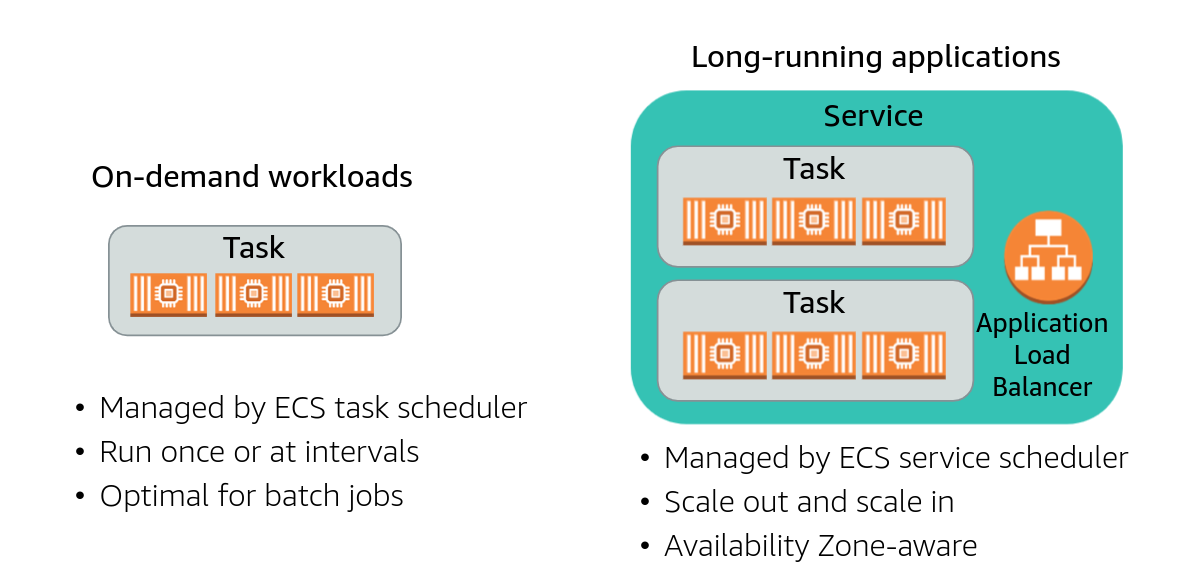 On-demand workloads
Task
• Managed by ECS task scheduler
• Run once or at intervals
• Optimal for batch jobs
Long-running applications
Service
Task
Task
Application
Load
Balancer
• Managed by ECS service scheduler
• Scale out and scale in
• Availability Zone-aware